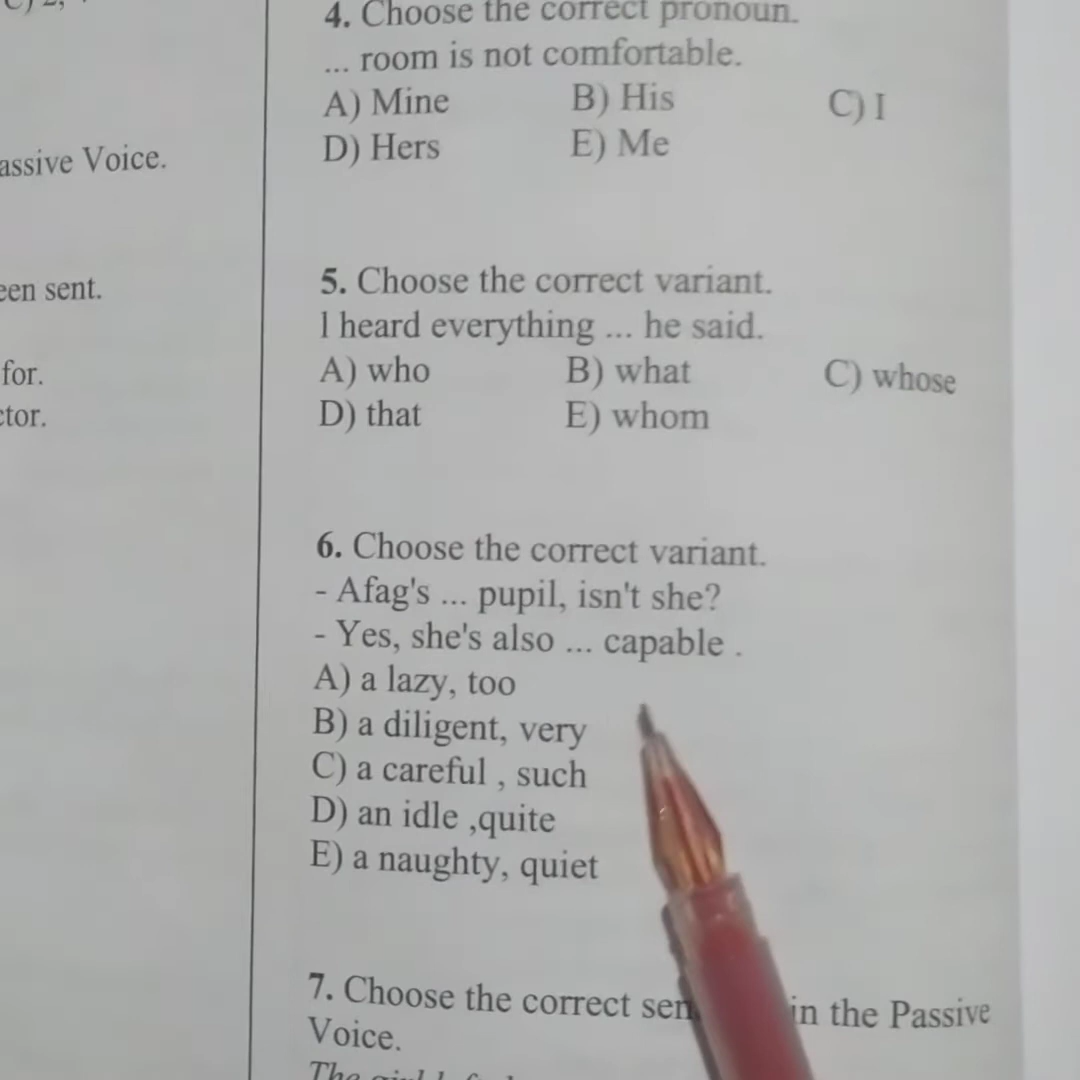 assive Voice.
een sent.
for.
ctor.
4. Choose the correct pronoun.
... room is not comfortable.
A) Mine B) His C) I
D) Hers E) Me
5. Choose the correct variant.
I heard everything ... he said.
A) who B) what C) whose
D) that E) whom
6. Choose the correct variant.
- Afag's ... pupil, isn't she?
- Yes, she's also ... capable .
A) a lazy, too
B) a diligent, very
C) a careful , such
D) an idle ,quite
E) a naughty, quiet
7. Choose the correct sen in the Passive
Voice.
The girl